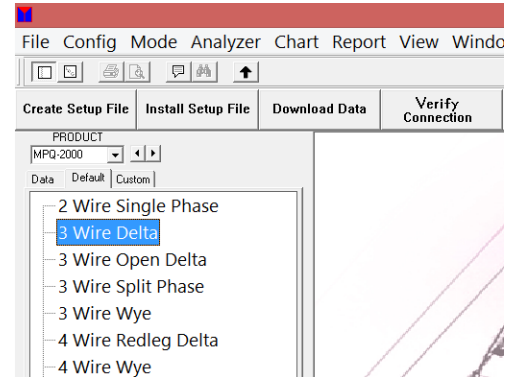 File Config Mode Analyzer Chart Report View Windo
Create Setup File Install Setup File Download Data Verify Connection
PRODUCT
MPQ-2000
Data Default Custom
2 Wire Single Phase
3 Wire Delta
3 Wire Open Delta
3 Wire Split Phase
3 Wire Wye
4 Wire Redleg Delta
4 Wire Wye